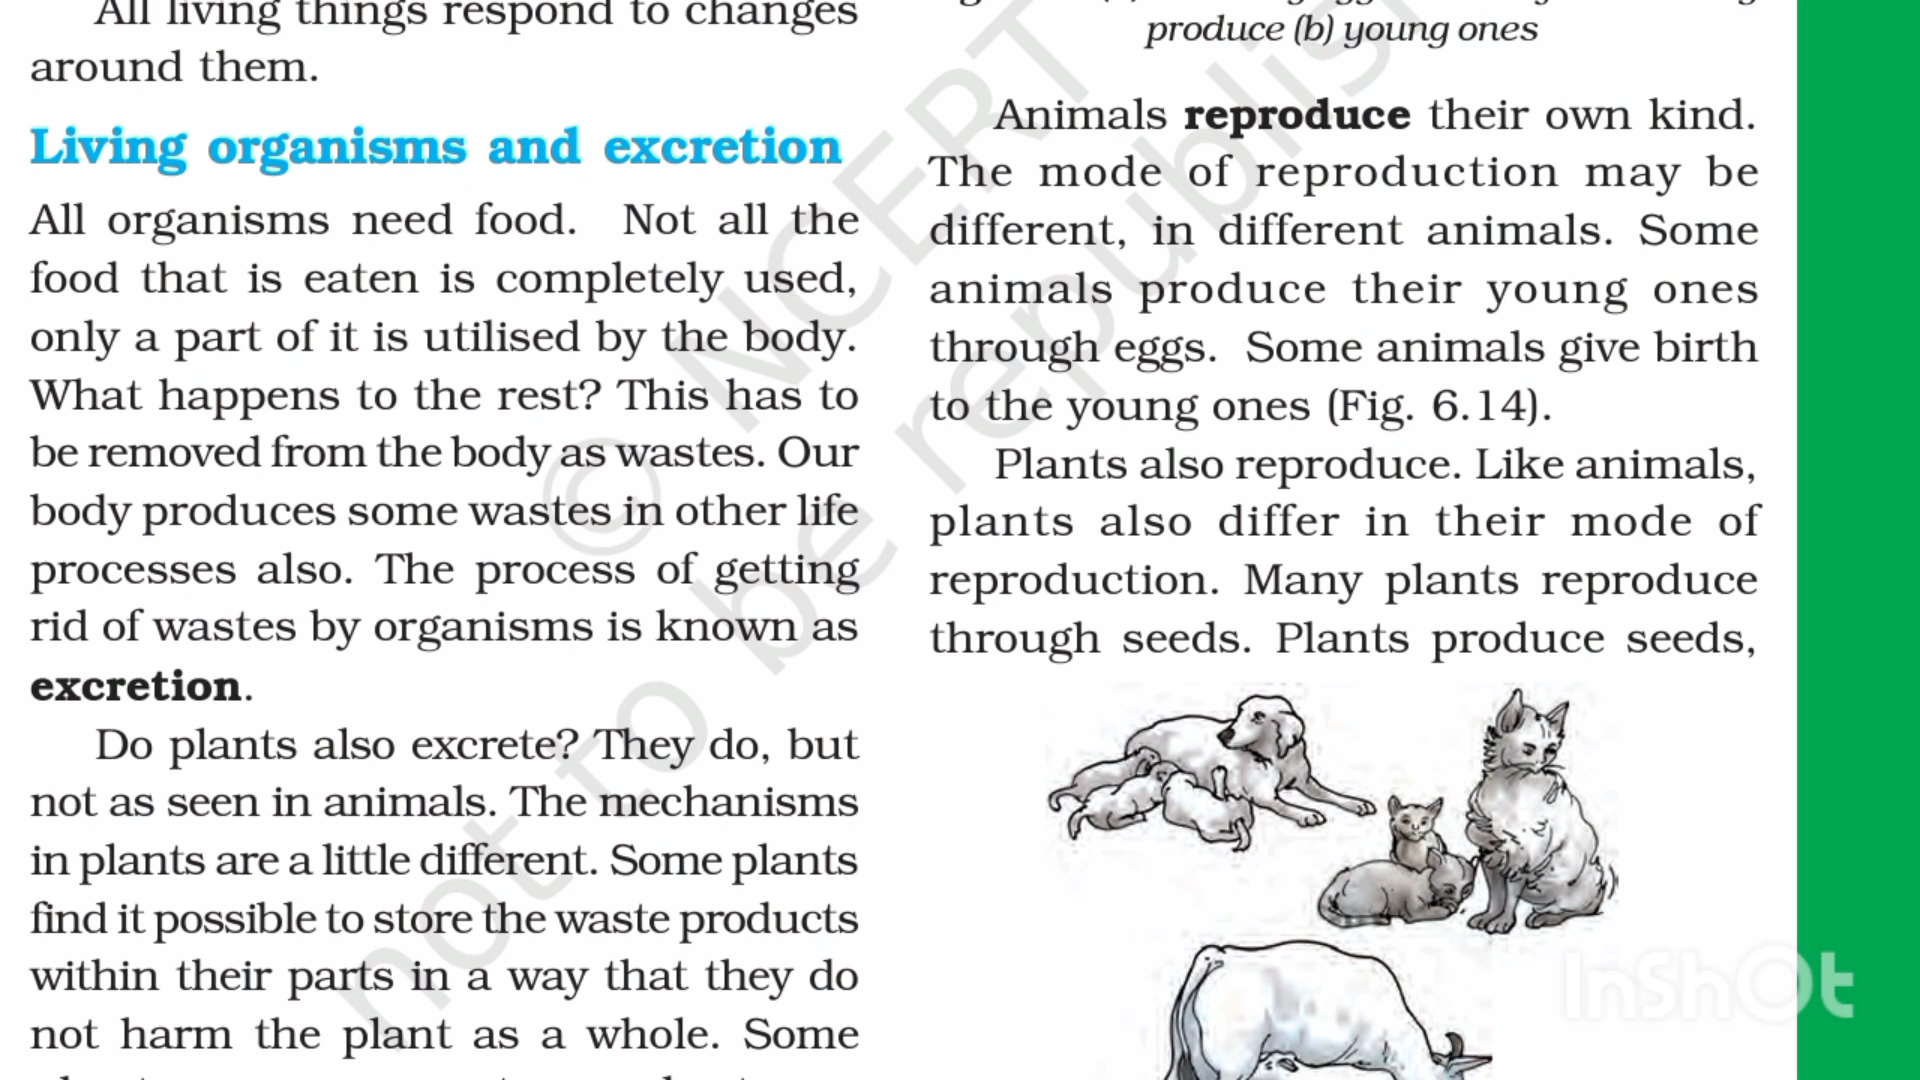 All living things respond to changes
around them.
Living organisms and excretion
All organisms need food. Not all the
food that is eaten is completely used,
only a part of it is utilised by the body.
What happens to the rest? This has to
be removed from the body as wastes. Our
body produces some wastes in other life
processes also. The process of getting
rid of wastes by organisms is known as
excretion.
Do plants also excrete? They do, but
not as seen in animals. The mechanisms
in plants are a little different. Some plants
find it possible to store the waste products
within their parts in a way that they do
not harm the plant as a whole. Some
produce (b) young ones
Animals reproduce their own kind.
The mode of reproduction may be
different, in different animals. Some
animals produce their young ones
through eggs. Some animals give birth
to the young ones (Fig. 6.14).
Plants also reproduce. Like animals,
plants also differ in their mode of
reproduction. Many plants reproduce
through seeds. Plants produce seeds,
© NCERT
not to be republis
InShOt